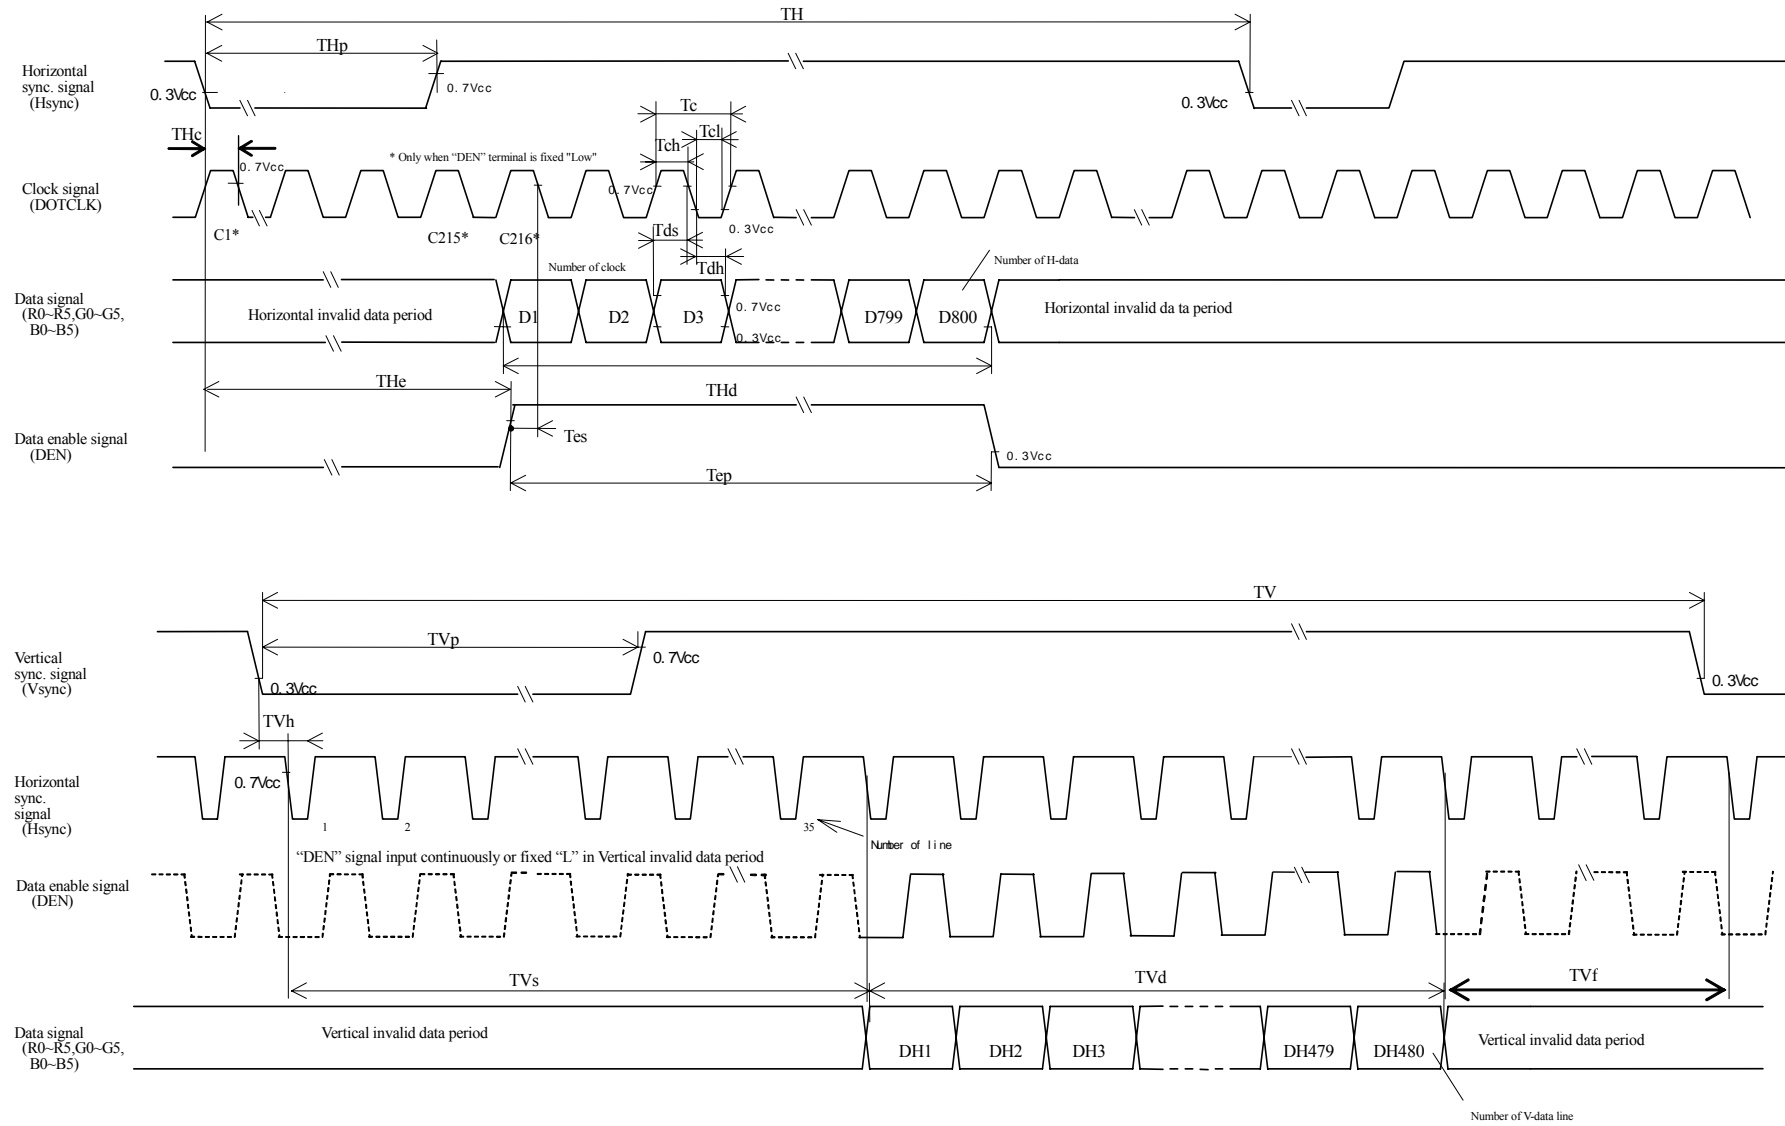 TH
THp
Horizontal
sync. signal
(Hsync)
0.3Vcc
0.7Vcc
0.3Vcc
Tc
THc
Tcl
Tch
* Only when “DEN” terminal is fixed "Low"
0.7Vcc
0.7Vcc
Clock signal
(DOTCLK)
C1*
C215*
C216*
Tds
0.3Vcc
Number of clock
Tdh
Number of H-data
Data signal
(R0~R5,G0~G5,
B0~B5)
Horizontal invalid data period
D1
D2
D3
0.7Vcc
0.3Vcc
D799
D800
Horizontal invalid da ta period
THe
THd
Data enable signal
(DEN)
Tes
0.3Vcc
Tep
TV
TVp
Vertical
sync. signal
(Vsync)
0.7Vcc
0.3Vcc
0.3Vcc
TVh
Horizontal
sync.
signal
(Hsync)
0.7Vcc
1
2
35
Number of line
“DEN” signal input continuously or fixed “L” in Vertical invalid data period
Data enable signal
(DEN)
TVs
TVd
TVf
Data signal
(R0~R5,G0~G5,
B0~B5)
Vertical invalid data period
DH1
DH2
DH3
DH479
DH480
Vertical invalid data period
Number of V-data line